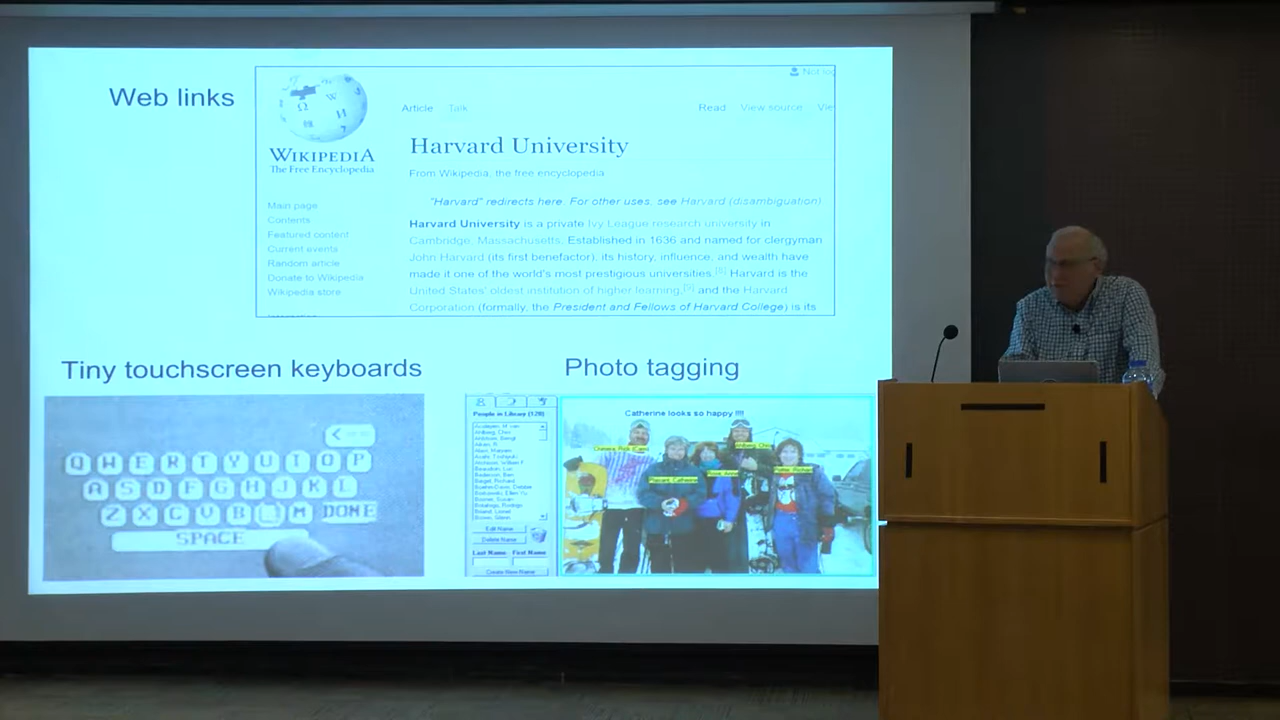 Web links
Not log
Article Talk
Read View source Vie
WIKIPEDIA
The Free Encyclopedia
Harvard University
From Wikipedia, the free encyclopedia
"Harvard" redirects here. For other uses, see Harvard (disambiguation)
Main page
Contents
Featured content
Current events
Random article
Donate to Wikipedia
Wikipedia store
Harvard University is a private Ivy League research university in
Cambridge, Massachusetts, Established in 1636 and named for clergyman
John Harvard (its first benefactor), its history, influence, and wealth have
made it one of the world's most prestigious universities.[8] Harvard is the
United States' oldest institution of higher learning,[9] and the Harvard
Corporation (formally, the President and Fellows of Harvard College) is its
Tiny touchscreen keyboards
Q W E R T Y U I O P
A S D F G H J K L
Z X C V B M DONE
SPACE
Photo tagging
People in Library (128)
Edit Name
Delete Name
Last Name First Name
Create New Name
Catherine looks so happy !!!!
Plaisant, Catherine